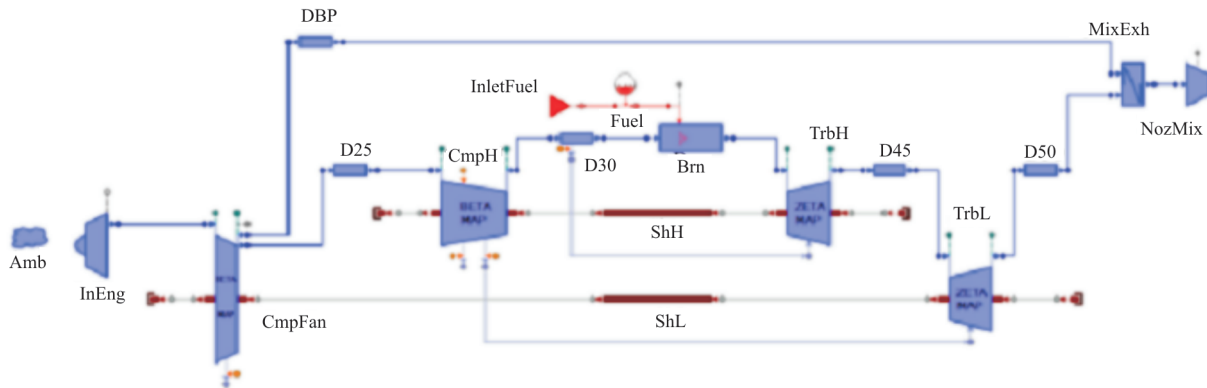 DBP
MixExh
InletFuel
Fuel
NozMix
D25
CmpH
D30
Brn
TrbH
D45
D50
BETA
MAP
ZETA
MAP
ShH
TrbL
Amb
InEng
ZETA
MAP
CmpFan
ShL